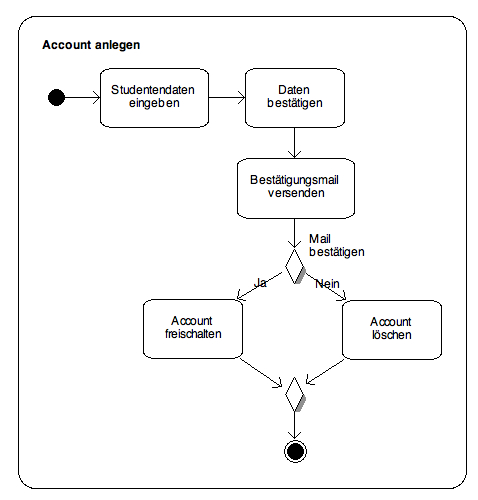 Account anlegen
Studentendaten
eingeben
Daten
bestätigen
Bestätigungsmail
versenden
Mail
bestätigen
Ja
Nein
Account
freischalten
Account
löschen